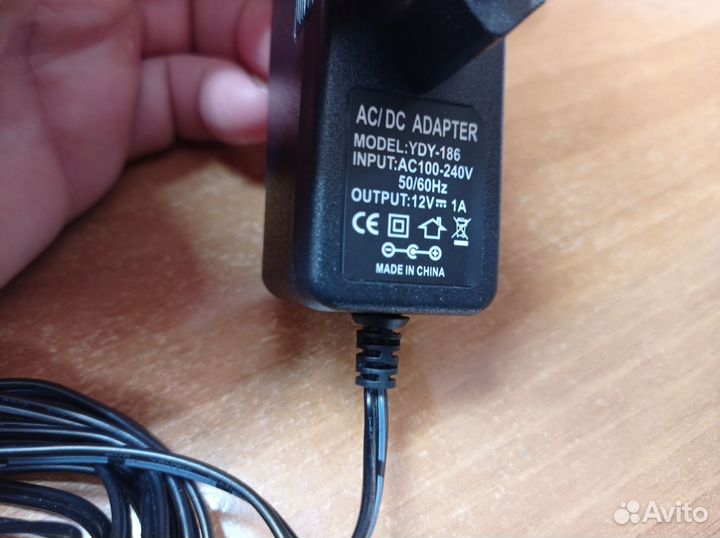 AC/DC ADAPTER
MODEL:YDY-186
INPUT:AC100-240V
50/60Hz
OUTPUT:12V⎓1A
CE
MADE IN CHINA
Avito